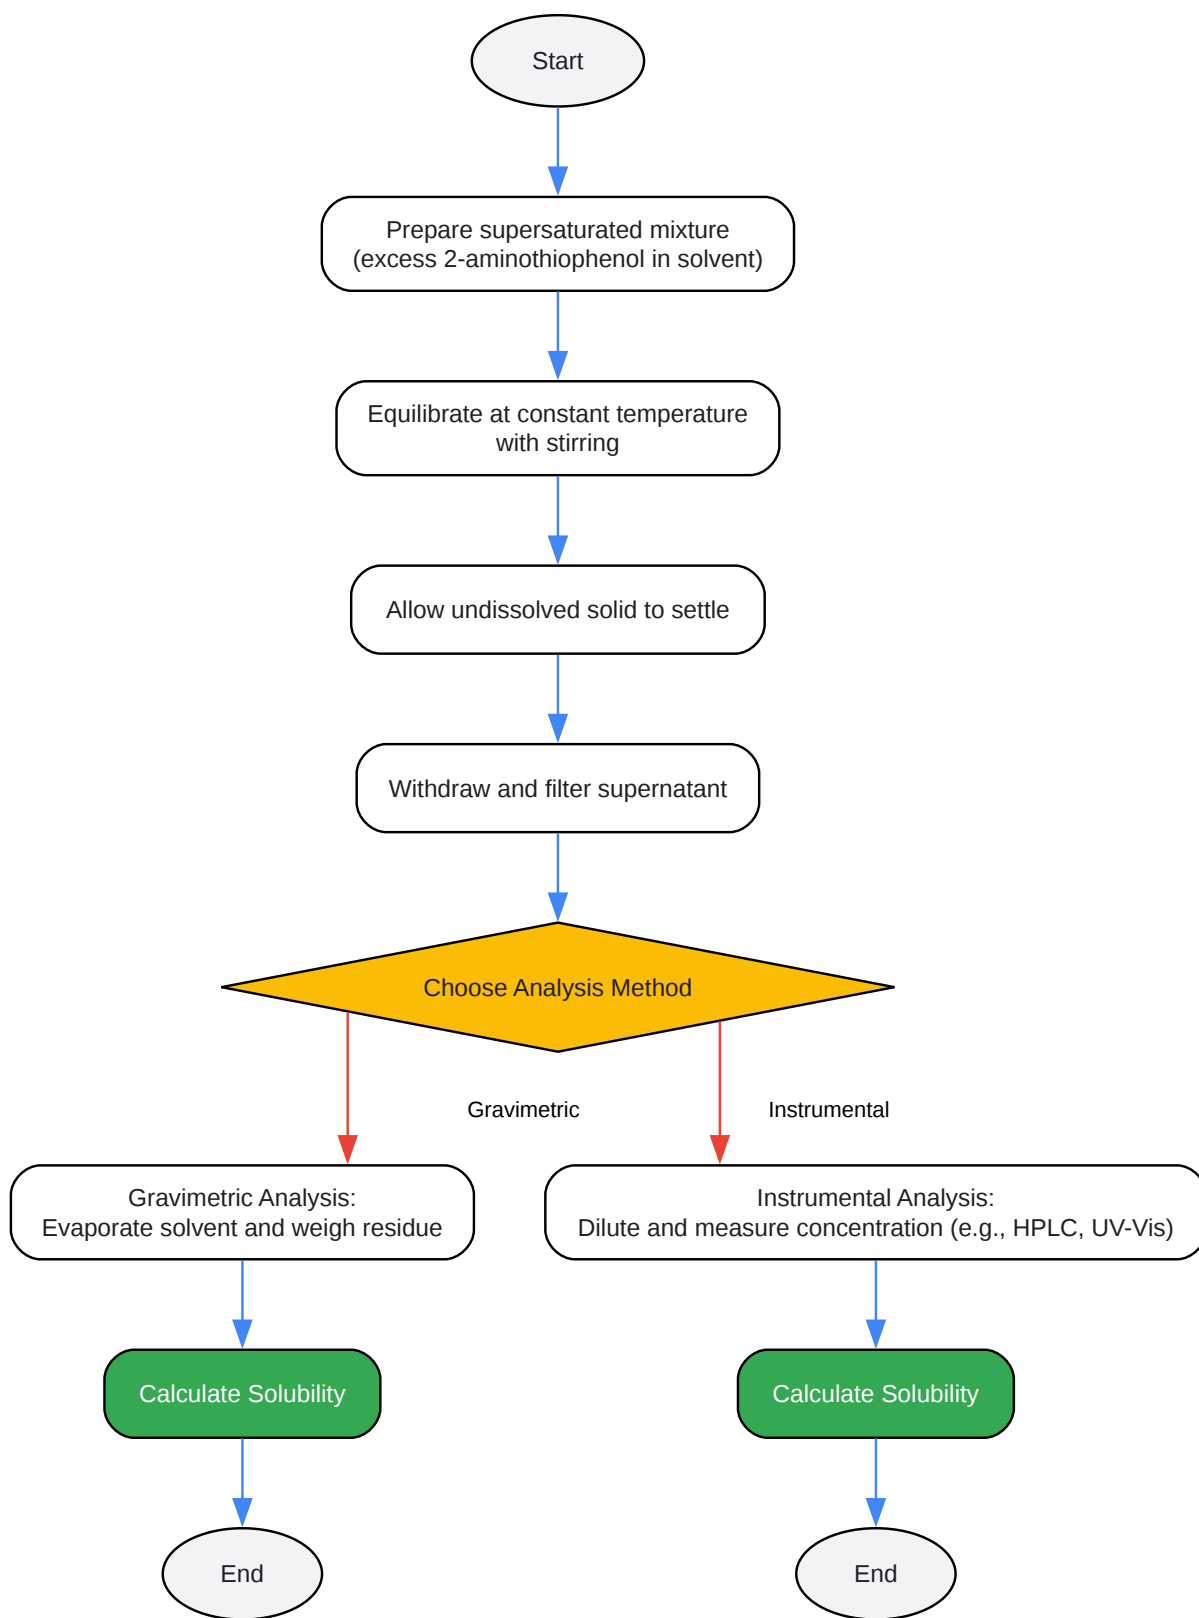 Start
Prepare supersaturated mixture
(excess 2-aminothiophenol in solvent)
Equilibrate at constant temperature
with stirring
Allow undissolved solid to settle
Withdraw and filter supernatant
Choose Analysis Method
Gravimetric
Instrumental
Gravimetric Analysis:
Evaporate solvent and weigh residue
Instrumental Analysis:
Dilute and measure concentration (e.g., HPLC, UV-Vis)
Calculate Solubility
Calculate Solubility
End
End